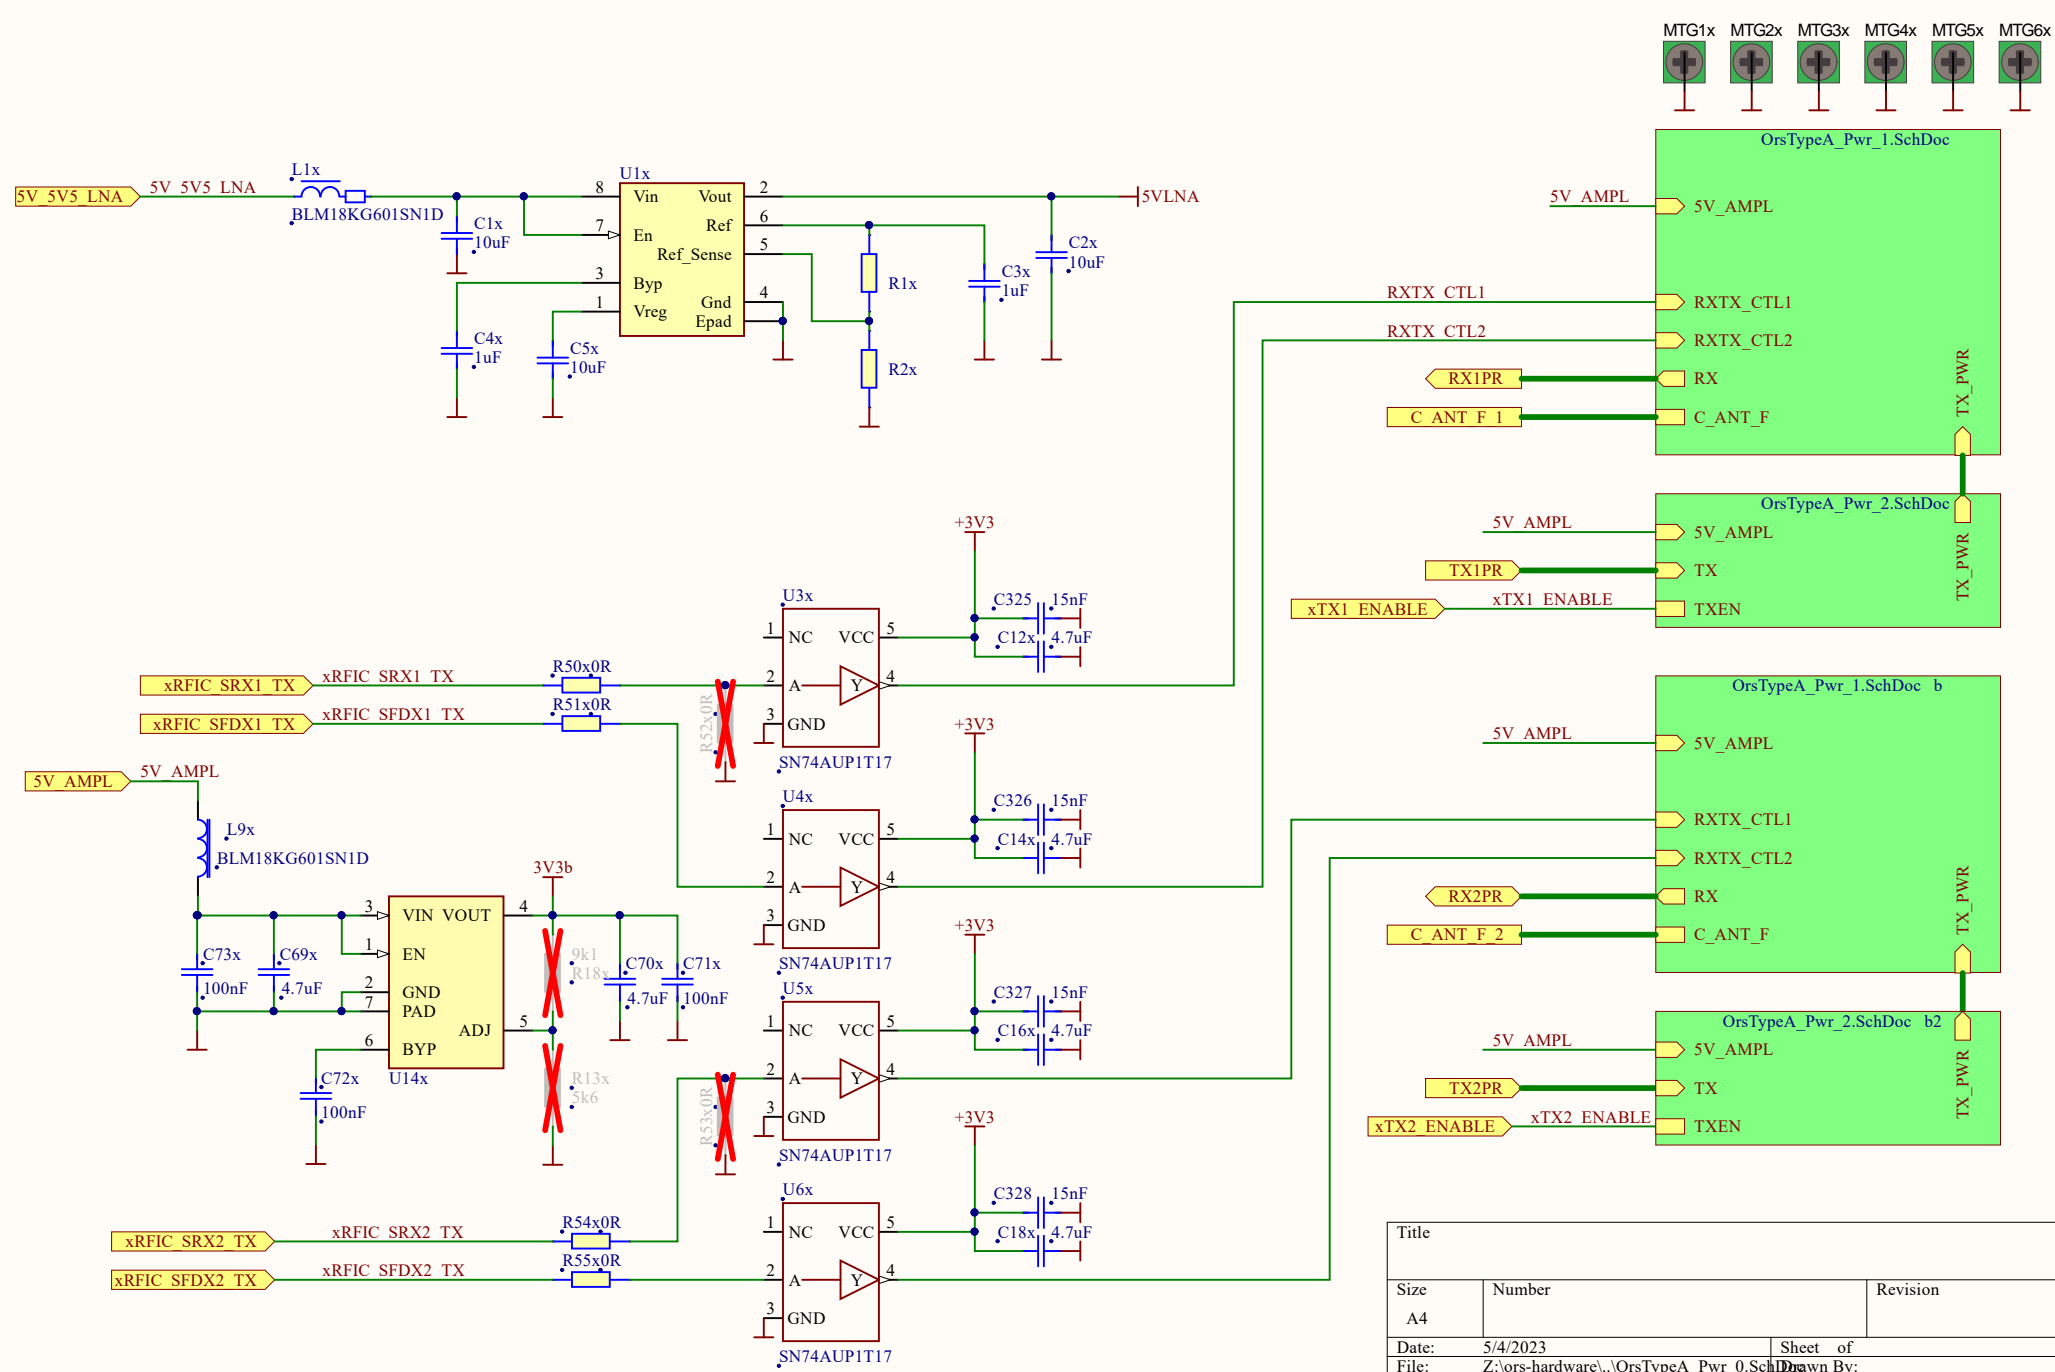 MTG1x MTG2x MTG3x MTG4x MTG5x MTG6x
5V_5V5_LNA
5V_5V5_LNA
L1x
BLM18KG601SN1D
C1x
10uF
U1x
8 Vin
7 En
3 Byp
1 Vreg
Vout 2
Ref 6
Ref_Sense 5
Gnd 4
Epad
5VLNA
C4x
1uF
C5x
10uF
R1x
R2x
C3x
1uF
C2x
10uF
OrsTypeA_Pwr_1.SchDoc
5V_AMPL
5V_AMPL
RXTX_CTL1
RXTX_CTL1
RXTX_CTL2
RXTX_CTL2
RX1PR
RX
C_ANT_F_1
C_ANT_F
TX_PWR
OrsTypeA_Pwr_2.SchDoc
5V_AMPL
5V_AMPL
TX1PR
TX
xTX1_ENABLE
xTX1_ENABLE
TXEN
TX_PWR
OrsTypeA_Pwr_1.SchDoc b
5V_AMPL
5V_AMPL
RXTX_CTL1
RXTX_CTL2
RX2PR
RX
C_ANT_F_2
C_ANT_F
TX_PWR
OrsTypeA_Pwr_2.SchDoc b2
5V_AMPL
5V_AMPL
TX2PR
TX
xTX2_ENABLE
xTX2_ENABLE
TXEN
TX_PWR
xRFIC_SRX1_TX
xRFIC_SRX1_TX
R50x0R
xRFIC_SFDX1_TX
xRFIC_SFDX1_TX
R51x0R
R52x0R
U3x
1 NC VCC 5
2 A Y 4
3 GND
SN74AUP1T17
+3V3
C325 15nF
C12x 4.7uF
U4x
1 NC VCC 5
2 A Y 4
3 GND
SN74AUP1T17
+3V3
C326 15nF
C14x 4.7uF
5V_AMPL
5V_AMPL
L9x
BLM18KG601SN1D
3V3b
3 VIN VOUT 4
1 EN
2 GND
7 PAD
ADJ 5
6 BYP
U14x
C73x
100nF
C69x
4.7uF
C72x
100nF
9k1
R18x
R13x
5k6
C70x
4.7uF
C71x
100nF
R53x0R
U5x
1 NC VCC 5
2 A Y 4
3 GND
SN74AUP1T17
+3V3
C327 15nF
C16x 4.7uF
U6x
1 NC VCC 5
2 A Y 4
3 GND
SN74AUP1T17
+3V3
C328 15nF
C18x 4.7uF
xRFIC_SRX2_TX
xRFIC_SRX2_TX
R54x0R
xRFIC_SFDX2_TX
xRFIC_SFDX2_TX
R55x0R
Title
Size Number Revision
A4
Date: 5/4/2023 Sheet of
File: Z:\ors-hardware\..\OrsTypeA_Pwr_0.SchDoc Drawn By: